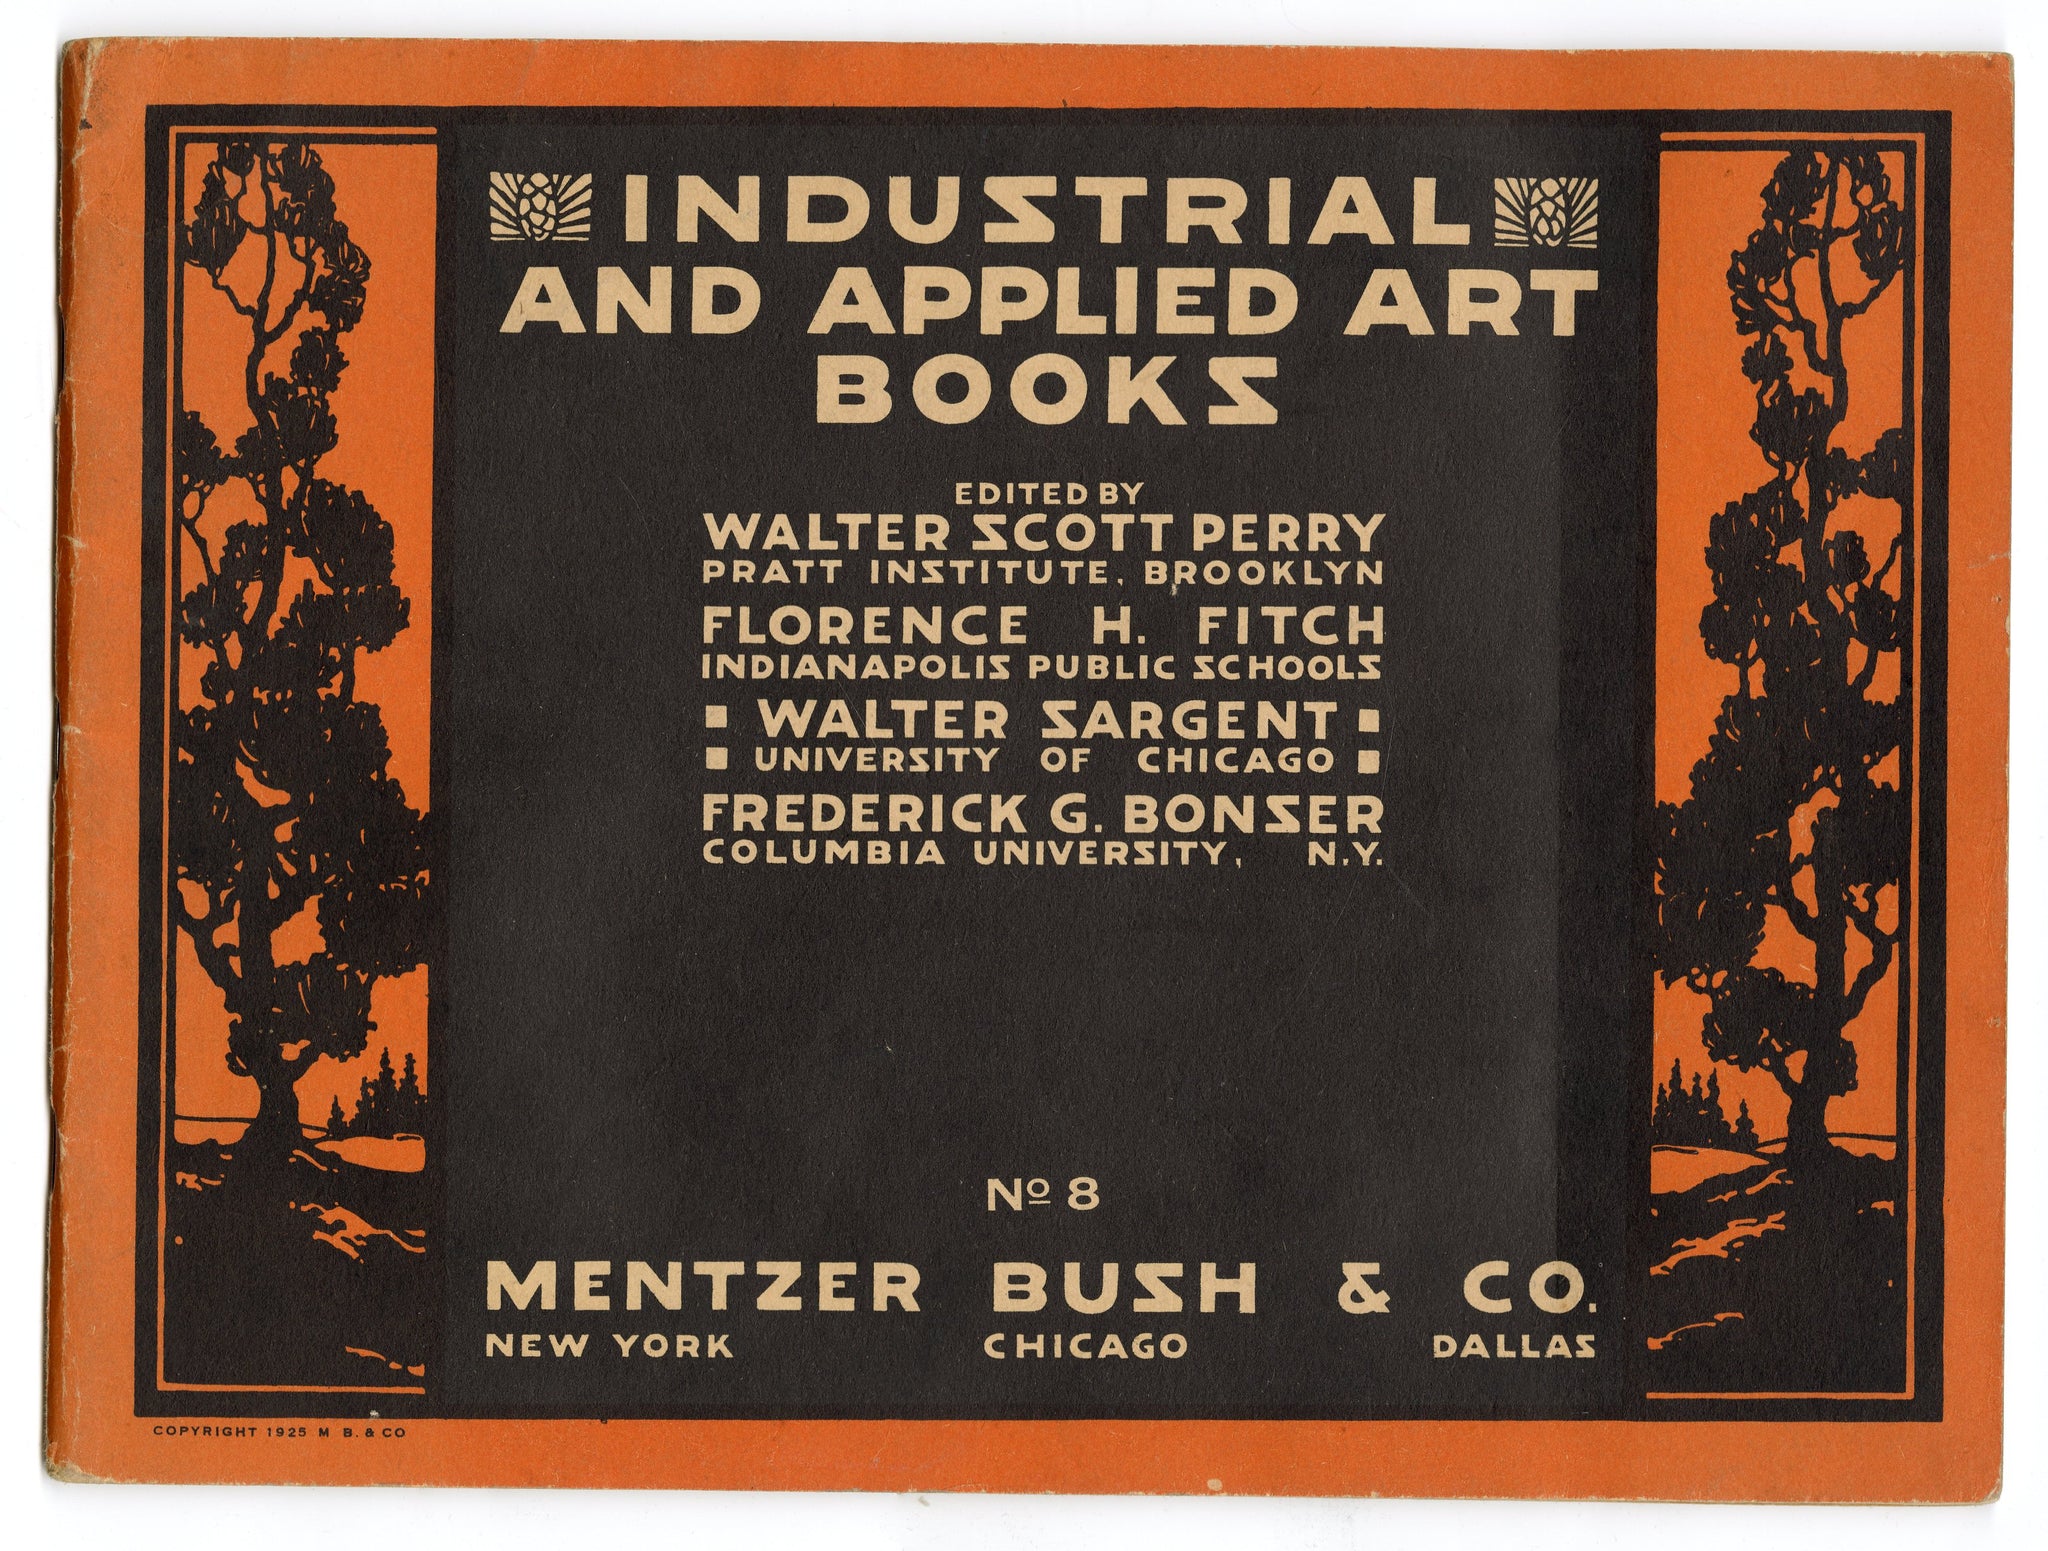 INDUSTRIAL
AND APPLIED ART
BOOKS
EDITED BY
WALTER SCOTT PERRY
PRATT INSTITUTE, BROOKLYN
FLORENCE H. FITCH
INDIANAPOLIS PUBLIC SCHOOLS
WALTER SARGENT
UNIVERSITY OF CHICAGO
FREDERICK G. BONSER
COLUMBIA UNIVERSITY, N.Y.
Nº 8
MENTZER BUSH & CO.
NEW YORK CHICAGO DALLAS
COPYRIGHT 1925 M B. & CO